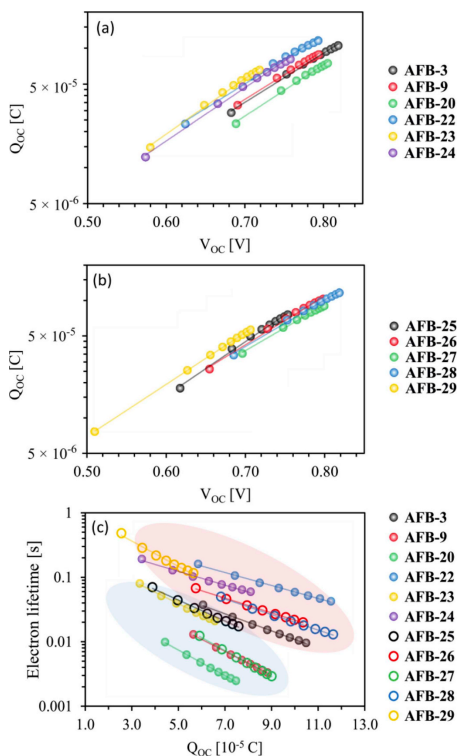 (a)
Q_OC [C]
5 × 10⁻⁵
5 × 10⁻⁶
0.50
0.60
0.70
0.80
V_OC [V]
AFB-3
AFB-9
AFB-20
AFB-22
AFB-23
AFB-24
(b)
Q_OC [C]
5 × 10⁻⁵
5 × 10⁻⁶
0.50
0.60
0.70
0.80
V_OC [V]
AFB-25
AFB-26
AFB-27
AFB-28
AFB-29
(c)
Electron lifetime [s]
1
0.1
0.01
0.001
1.0
3.0
5.0
7.0
9.0
11.0
13.0
Q_OC [10⁻⁵ C]
AFB-3
AFB-9
AFB-20
AFB-22
AFB-23
AFB-24
AFB-25
AFB-26
AFB-27
AFB-28
AFB-29